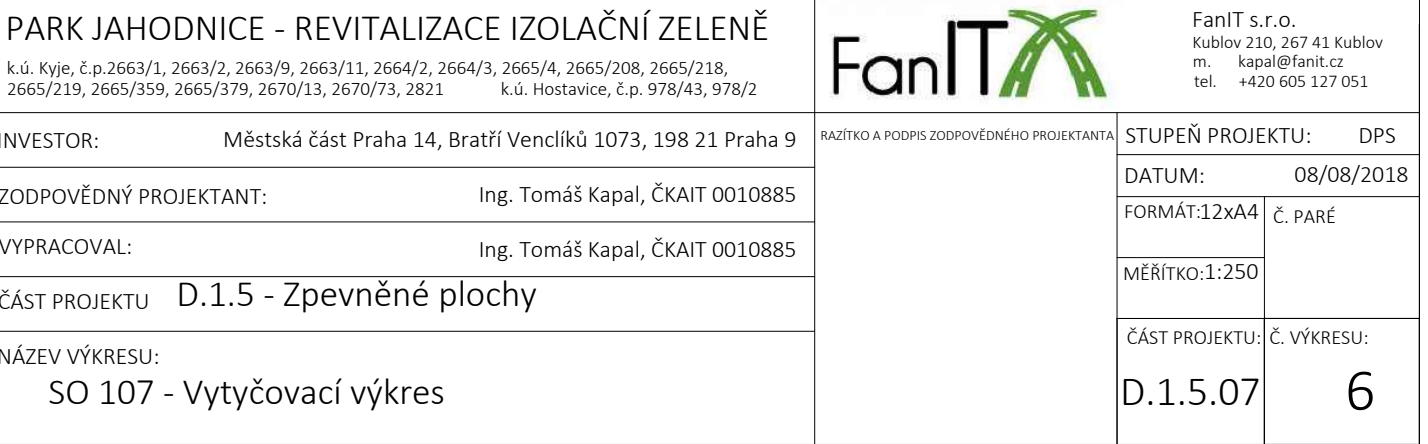 PARK JAHODNICE - REVITALIZACE IZOLAČNÍ ZELENĚ
k.ú. Kyje, č.p.2663/1, 2663/2, 2663/9, 2663/11, 2664/2, 2664/3, 2665/4, 2665/208, 2665/218,
2665/219, 2665/359, 2665/379, 2670/13, 2670/73, 2821 k.ú. Hostavice, č.p. 978/43, 978/2
FanIT
FanIT s.r.o.
Kublov 210, 267 41 Kublov
m. kapal@fanit.cz
tel. +420 605 127 051
INVESTOR: Městská část Praha 14, Bratří Venclíků 1073, 198 21 Praha 9
ZODPOVĚDNÝ PROJEKTANT: Ing. Tomáš Kapal, ČKAIT 0010885
VYPRACOVAL: Ing. Tomáš Kapal, ČKAIT 0010885
ČÁST PROJEKTU D.1.5 - Zpevněné plochy
NÁZEV VÝKRESU:
SO 107 - Vytyčovací výkres
RAZÍTKO A PODPIS ZODPOVĚDNÉHO PROJEKTANTA
STUPEŇ PROJEKTU: DPS
DATUM: 08/08/2018
FORMÁT:12xA4
Č. PARÉ
MĚŘÍTKO:1:250
ČÁST PROJEKTU:
D.1.5.07
Č. VÝKRESU:
6